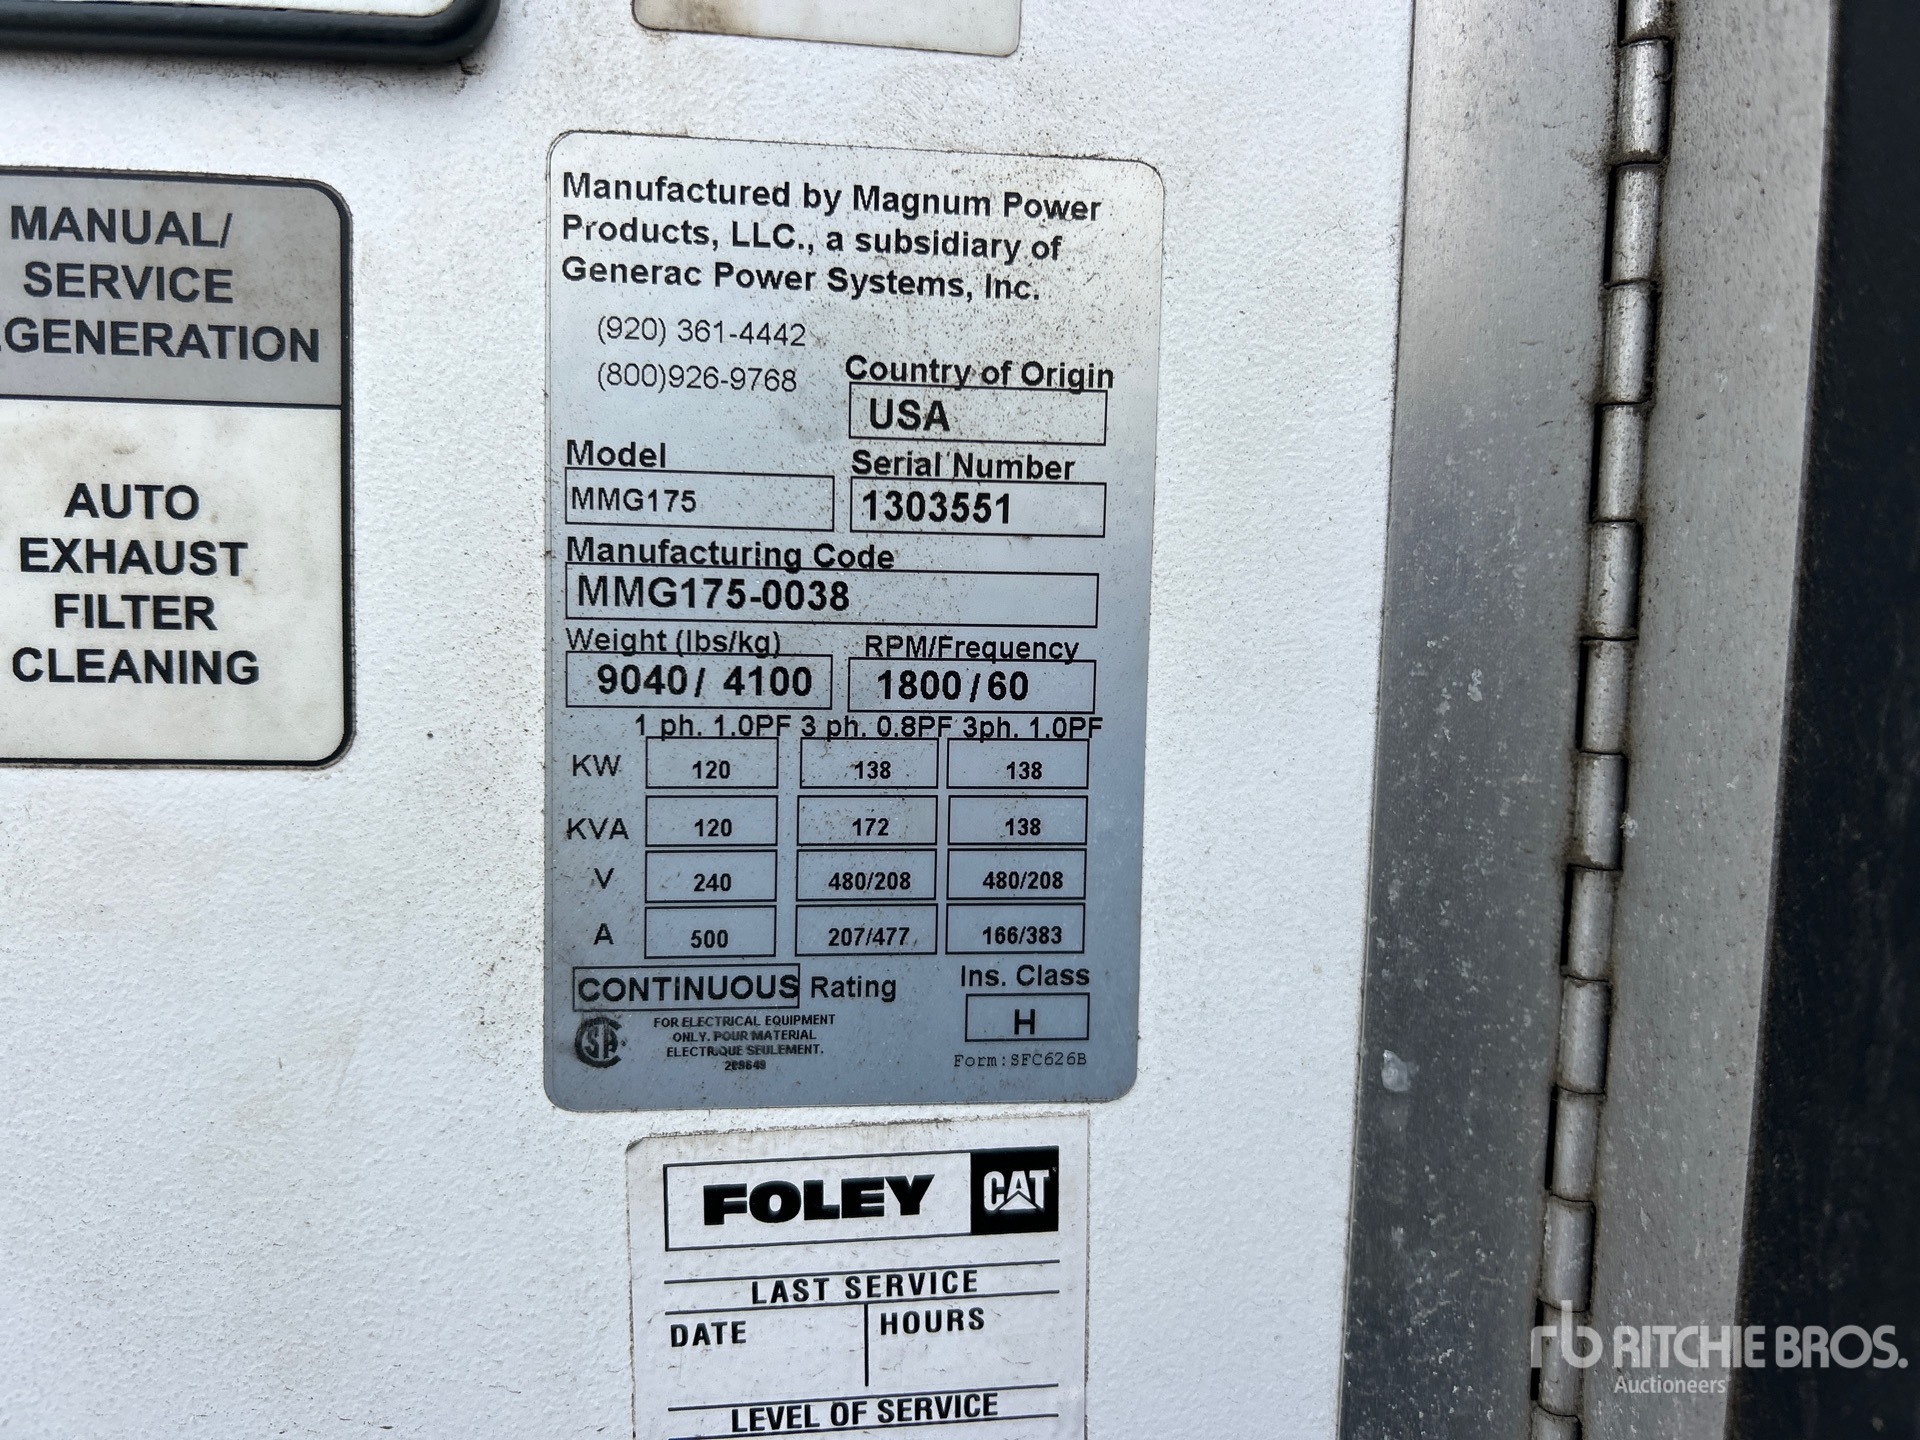 MANUAL/
SERVICE
GENERATION
AUTO
EXHAUST
FILTER
CLEANING
Manufactured by Magnum Power
Products, LLC., a subsidiary of
Generac Power Systems, Inc.
(920) 361-4442
(800)926-9768
Country of Origin
USA
Model
Serial Number
MMG175
1303551
Manufacturing Code
MMG175-0038
Weight (lbs/kg) RPM/Frequency
9040/ 4100 1800/60
1 ph. 1.0PF 3 ph. 0.8PF 3ph. 1.0PF
KW 120 138 138
KVA 120 172 138
V 240 480/208 480/208
A 500 207/477 166/383
CONTINUOUS Rating
Ins. Class
H
FOR ELECTRICAL EQUIPMENT
ONLY. POUR MATERIAL
ELECTRIQUE SEULEMENT.
Form:SFC626B
FOLEY CAT
LAST SERVICE
DATE HOURS
LEVEL OF SERVICE
rb RITCHIE BROS.
Auctioneers